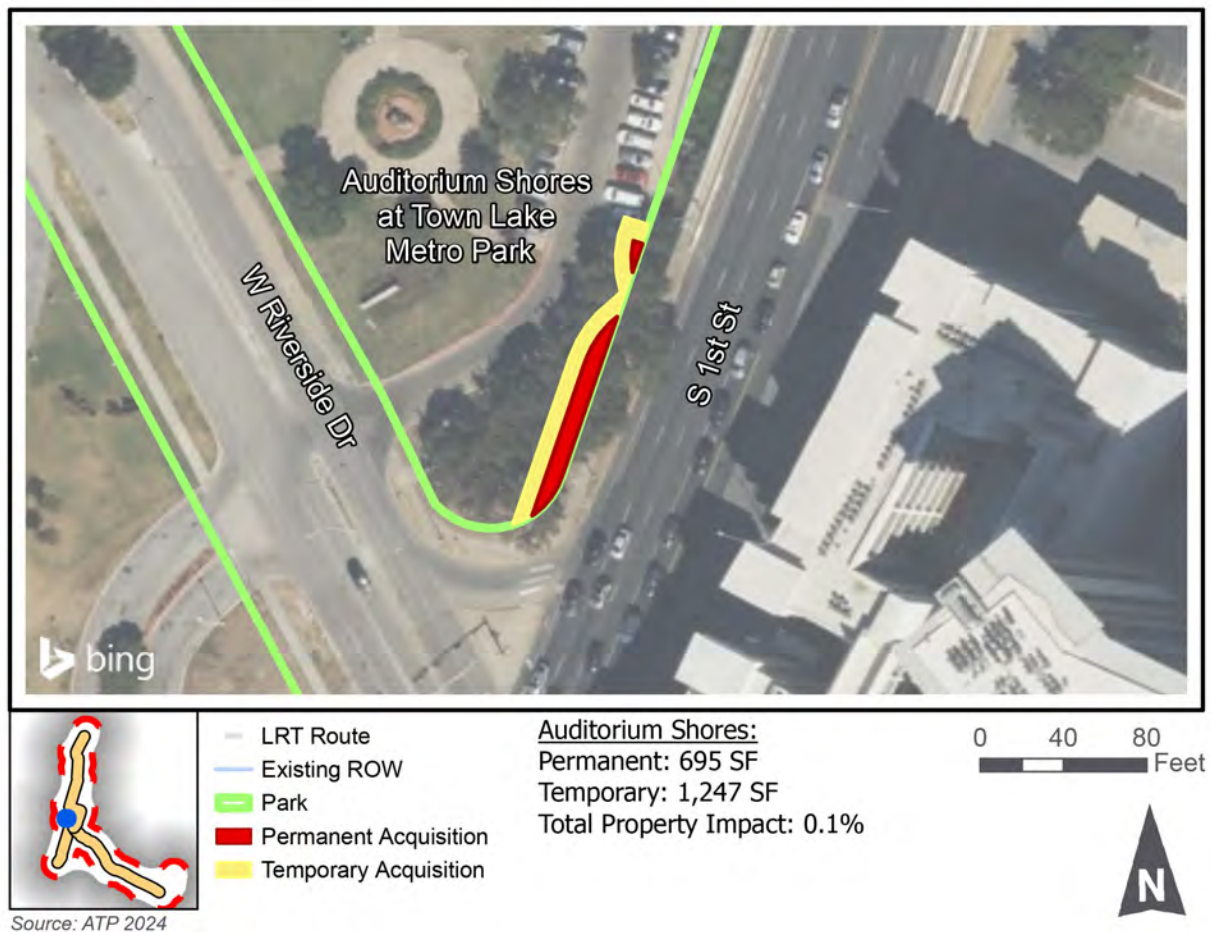 Auditorium Shores
at Town Lake
Metro Park
W Riverside Dr
S 1st St
bing
LRT Route
Existing ROW
Park
Permanent Acquisition
Temporary Acquisition
Auditorium Shores:
Permanent: 695 SF
Temporary: 1,247 SF
Total Property Impact: 0.1%
0 40 80
Feet
N
Source: ATP 2024